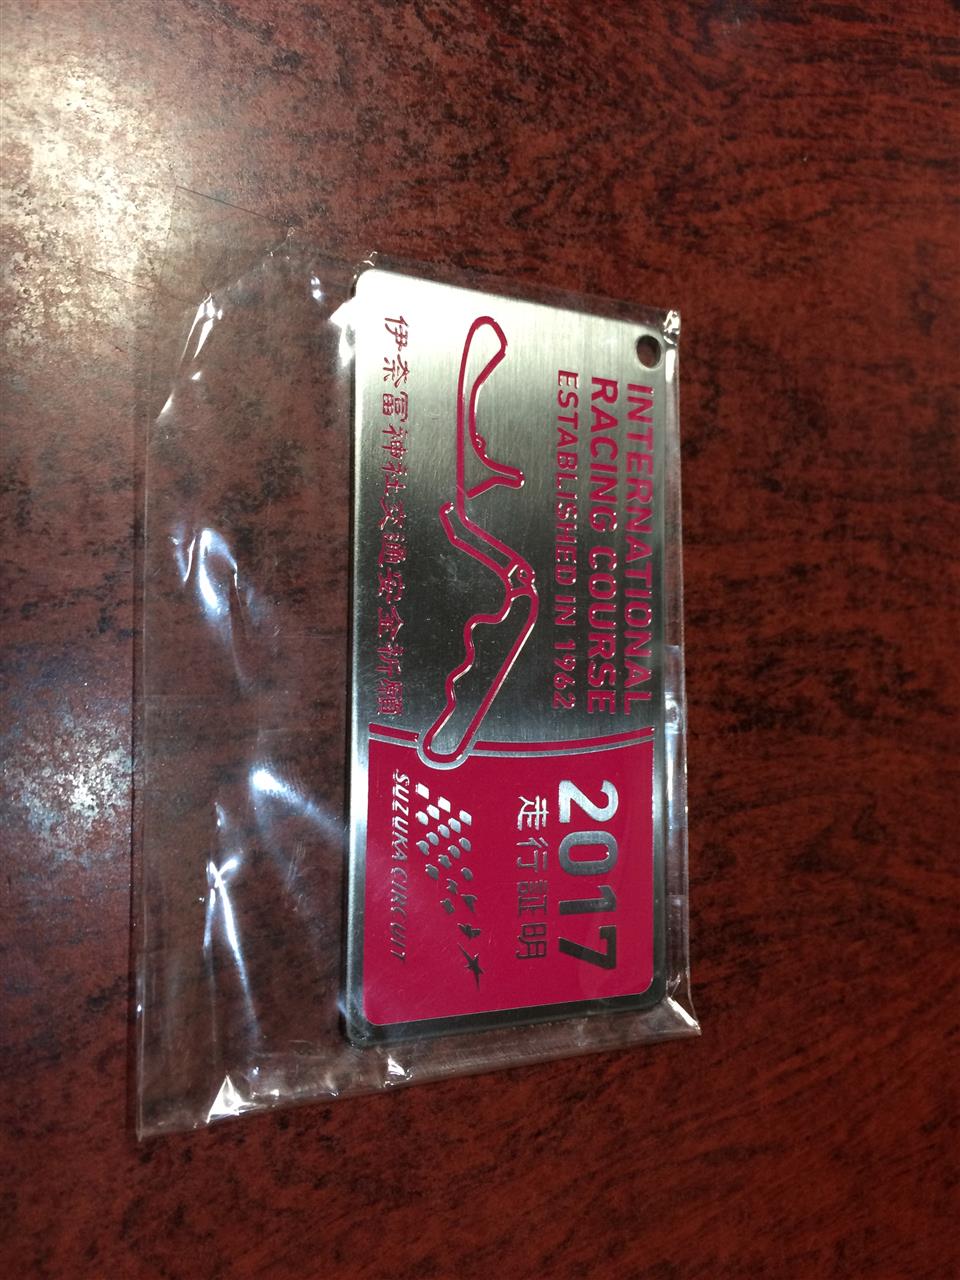 INTERNATIONAL
RACING COURSE
ESTABLISHED IN 1962
伊奈冨神社交通安全祈願
2017
走行証明
SUZUKA CIRCUIT